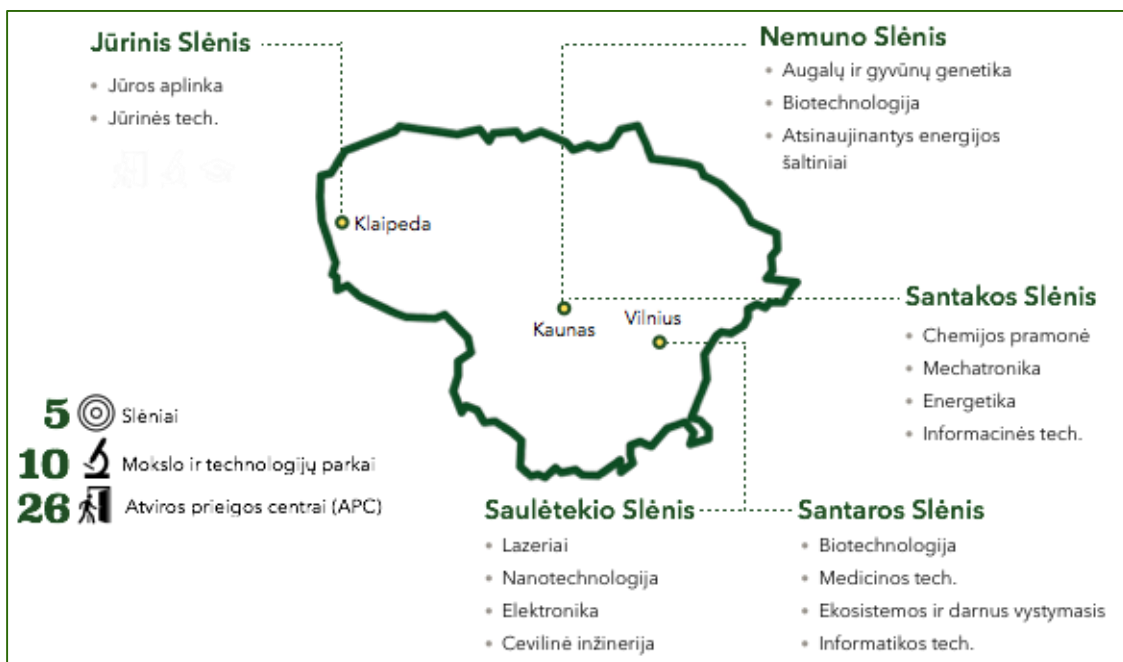 Jūrinis Slėnis
• Jūros aplinka
• Jūrinės tech.
Nemuno Slėnis
• Augalų ir gyvūnų genetika
• Biotechnologija
• Atsinaujinantys energijos
šaltiniai
Klaipeda
Kaunas
Vilnius
Santakos Slėnis
• Chemijos pramonė
• Mechatronika
• Energetika
• Informacinės tech.
5 Slėniai
10 Mokslo ir technologijų parkai
26 Atviros prieigos centrai (APC)
Saulėtekio Slėnis
• Lazeriai
• Nanotechnologija
• Elektronika
• Cevilinė inžinerija
Santaros Slėnis
• Biotechnologija
• Medicinos tech.
• Ekosistemos ir darnus vystymasis
• Informatikos tech.